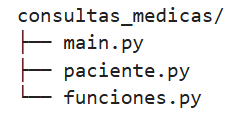 consultas_medicas/
├── main.py
├── paciente.py
└── funciones.py